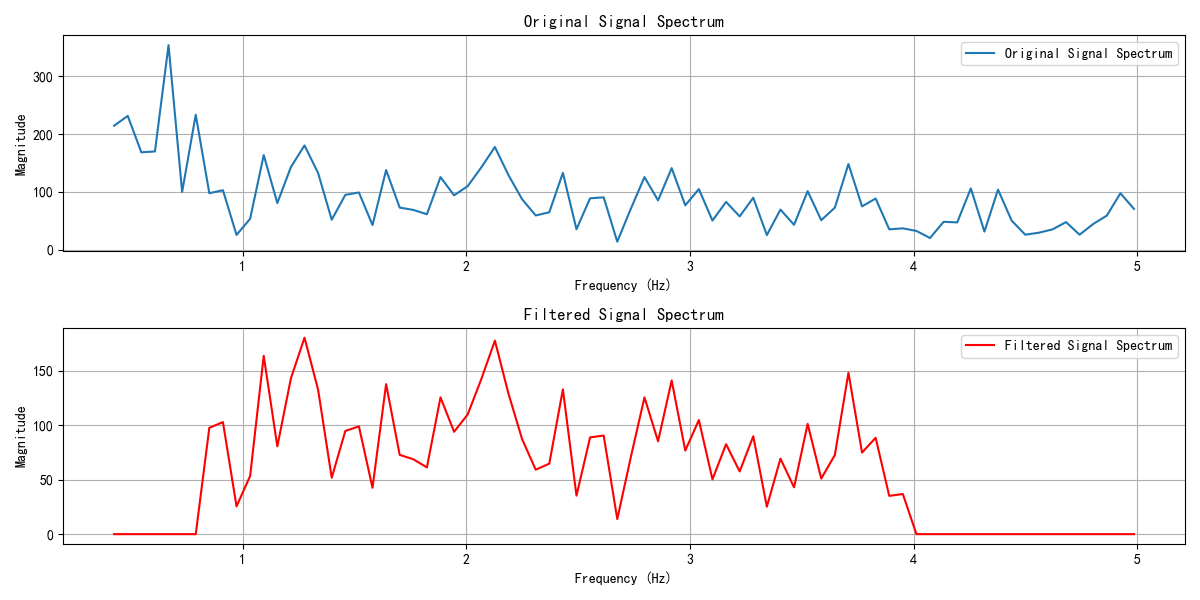 Original Signal Spectrum
Original Signal Spectrum
Magnitude
300
200
100
0
1 2 3 4 5
Frequency (Hz)
Filtered Signal Spectrum
Filtered Signal Spectrum
Magnitude
150
100
50
0
1 2 3 4 5
Frequency (Hz)